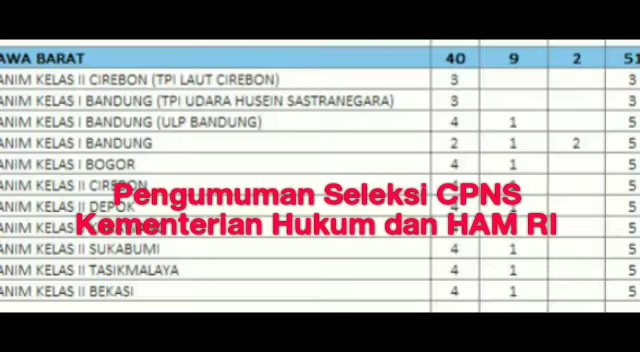 AWA BARAT 40 9 2 51
ANIM KELAS II CIREBON (TPI LAUT CIREBON) 3 3
ANIM KELAS I BANDUNG (TPI UDARA HUSEIN SASTRANEGARA) 3 3
ANIM KELAS I BANDUNG (ULP BANDUNG) 4 1 5
ANIM KELAS I BANDUNG 2 1 2 5
ANIM KELAS I BOGOR 4 1 5
ANIM KELAS II CIREBON 5
Pengumuman Seleksi CPNS
ANIM KELAS II DEPOK 4 1 5
Kementerian Hukum dan HAM RI
ANIM KELAS II SUKABUMI 4 1 5
ANIM KELAS II TASIKMALAYA 4 1 5
ANIM KELAS II BEKASI 4 1 5